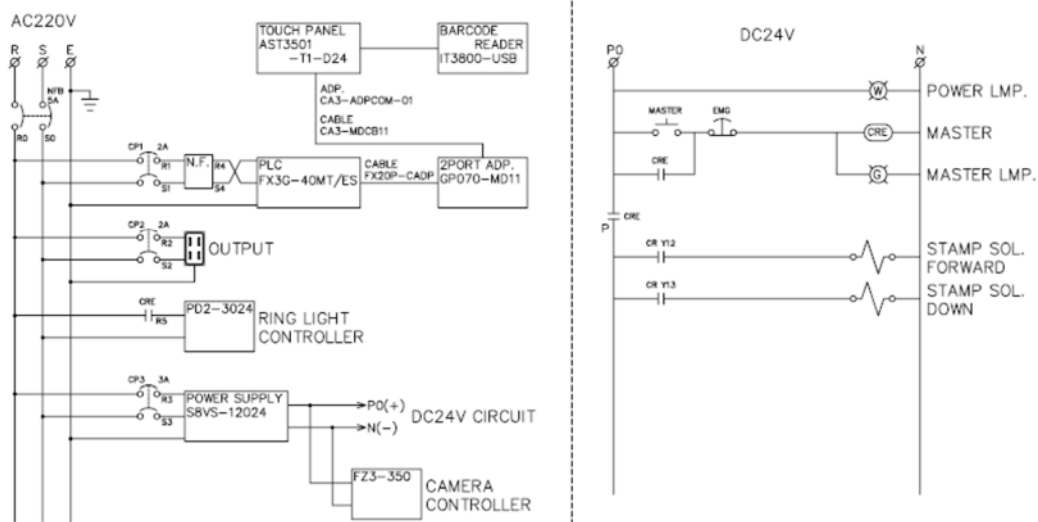 AC220V
R
S
E
NFB
5A
R0
S0
TOUCH PANEL
AST3501
-T1-D24
BARCODE
READER
IT3800-USB
ADP.
CA3-ADPCOM-01
CABLE
CA3-MDCB11
CP1
2A
R1
S1
N.F.
R4
S4
PLC
FX3G-40MT/ES
CABLE
FX20P-CADP
2PORT ADP.
GP070-MD11
CP2
2A
R2
S2
OUTPUT
CRE
R5
PD2-3024
RING LIGHT
CONTROLLER
CP3
3A
R3
S3
POWER SUPPLY
S8VS-12024
P0(+)
N(-)
DC24V CIRCUIT
FZ3-350
CAMERA
CONTROLLER
DC24V
P0
N
W
POWER LMP.
MASTER
EMG
CRE
MASTER
CRE
G
MASTER LMP.
CRE
P
CR Y12
STAMP SOL.
FORWARD
CR Y13
STAMP SOL.
DOWN